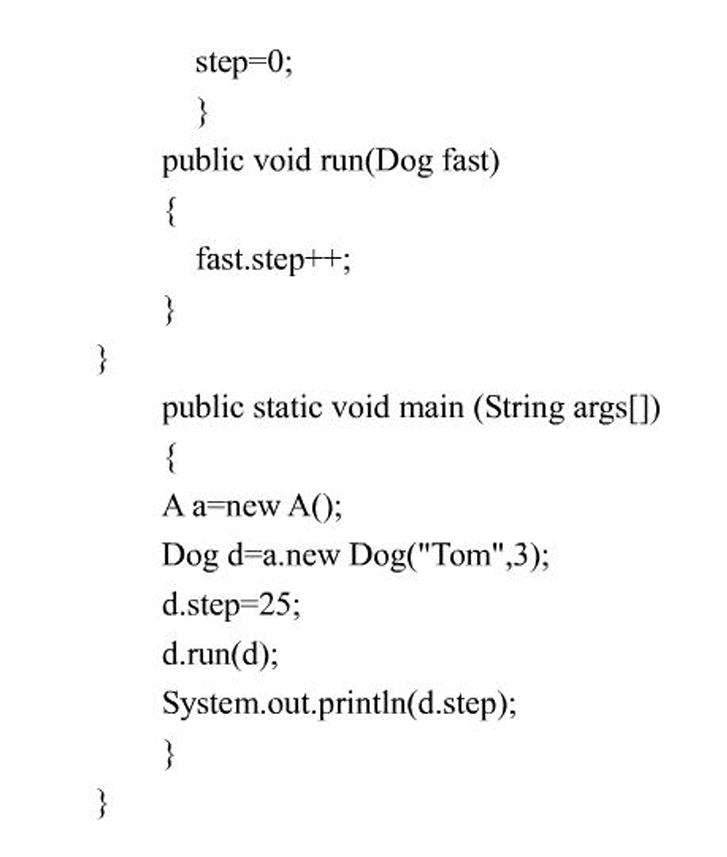 step=0;
}
public void run(Dog fast)
{
fast.step++;
}
}
public static void main (String args[])
{
A a=new A();
Dog d=a.new Dog("Tom",3);
d.step=25;
d.run(d);
System.out.println(d.step);
}
}